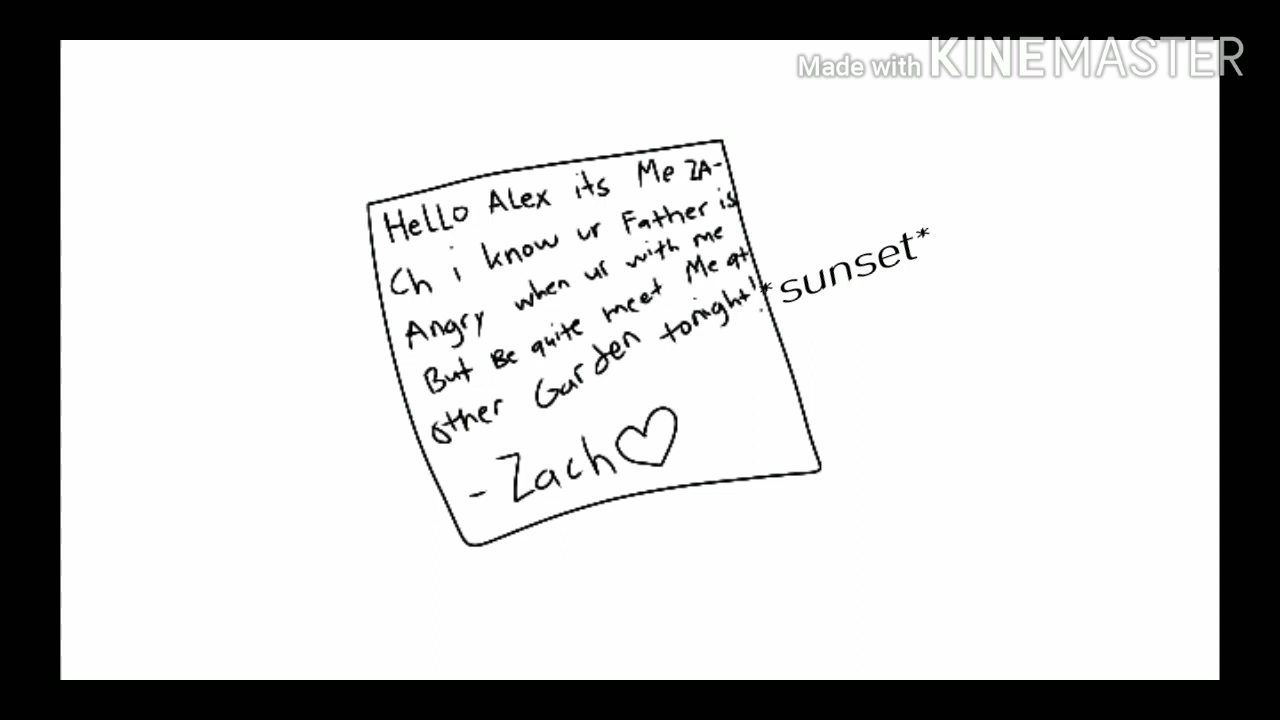 Made with KINEMASTER
Hello Alex its Me ZA-
Ch i know ur Father is
Angry when ur with me
But Be quite meet Me at
other Garden tonight!
*sunset*
- Zach♡